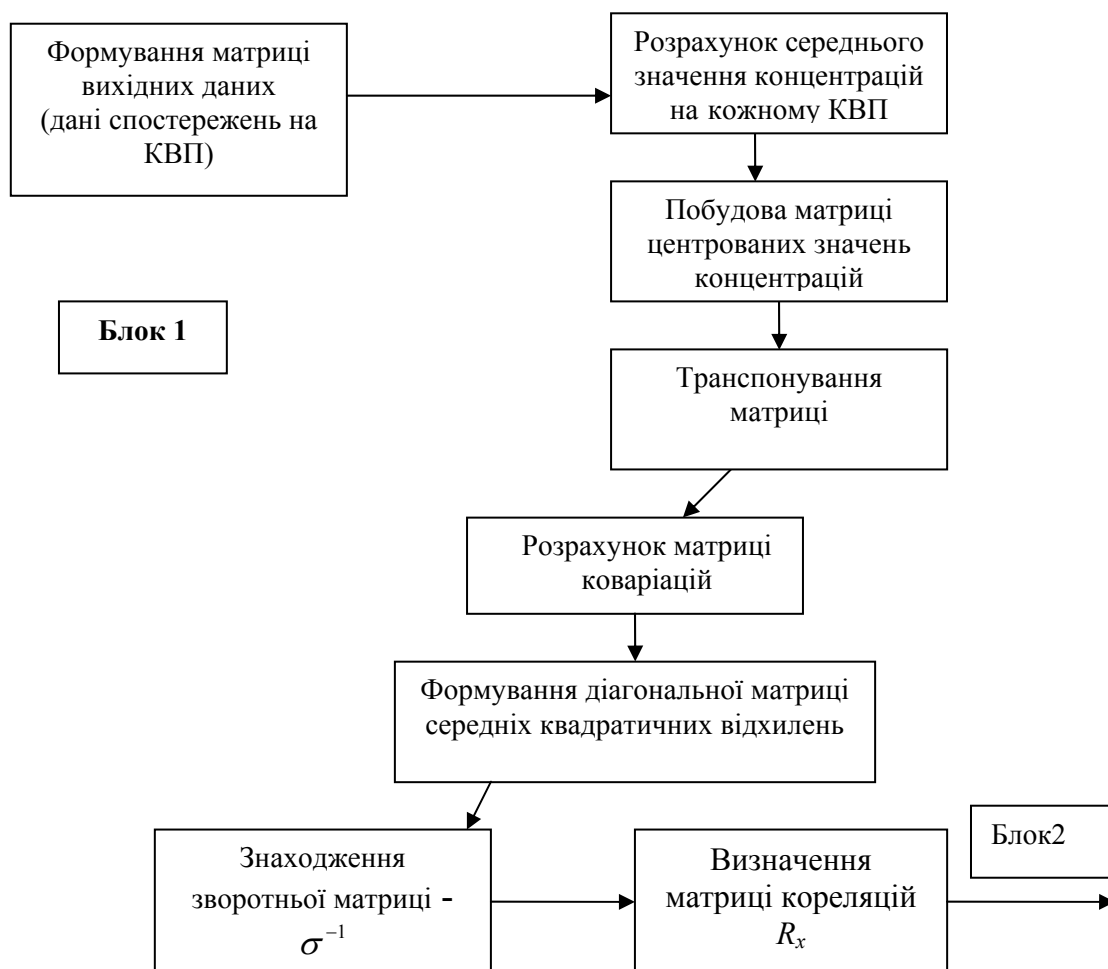 Формування матриці
вихідних даних
(дані спостережень на
КВП)
Розрахунок середнього
значення концентрацій
на кожному КВП
Побудова матриці
центрованих значень
концентрацій
Блок 1
Транспонування
матриці
Розрахунок матриці
коваріацій
Формування діагональної матриці
середніх квадратичних відхилень
Знаходження
зворотньої матриці -
σ⁻¹
Визначення
матриці кореляцій
Rₓ
Блок2